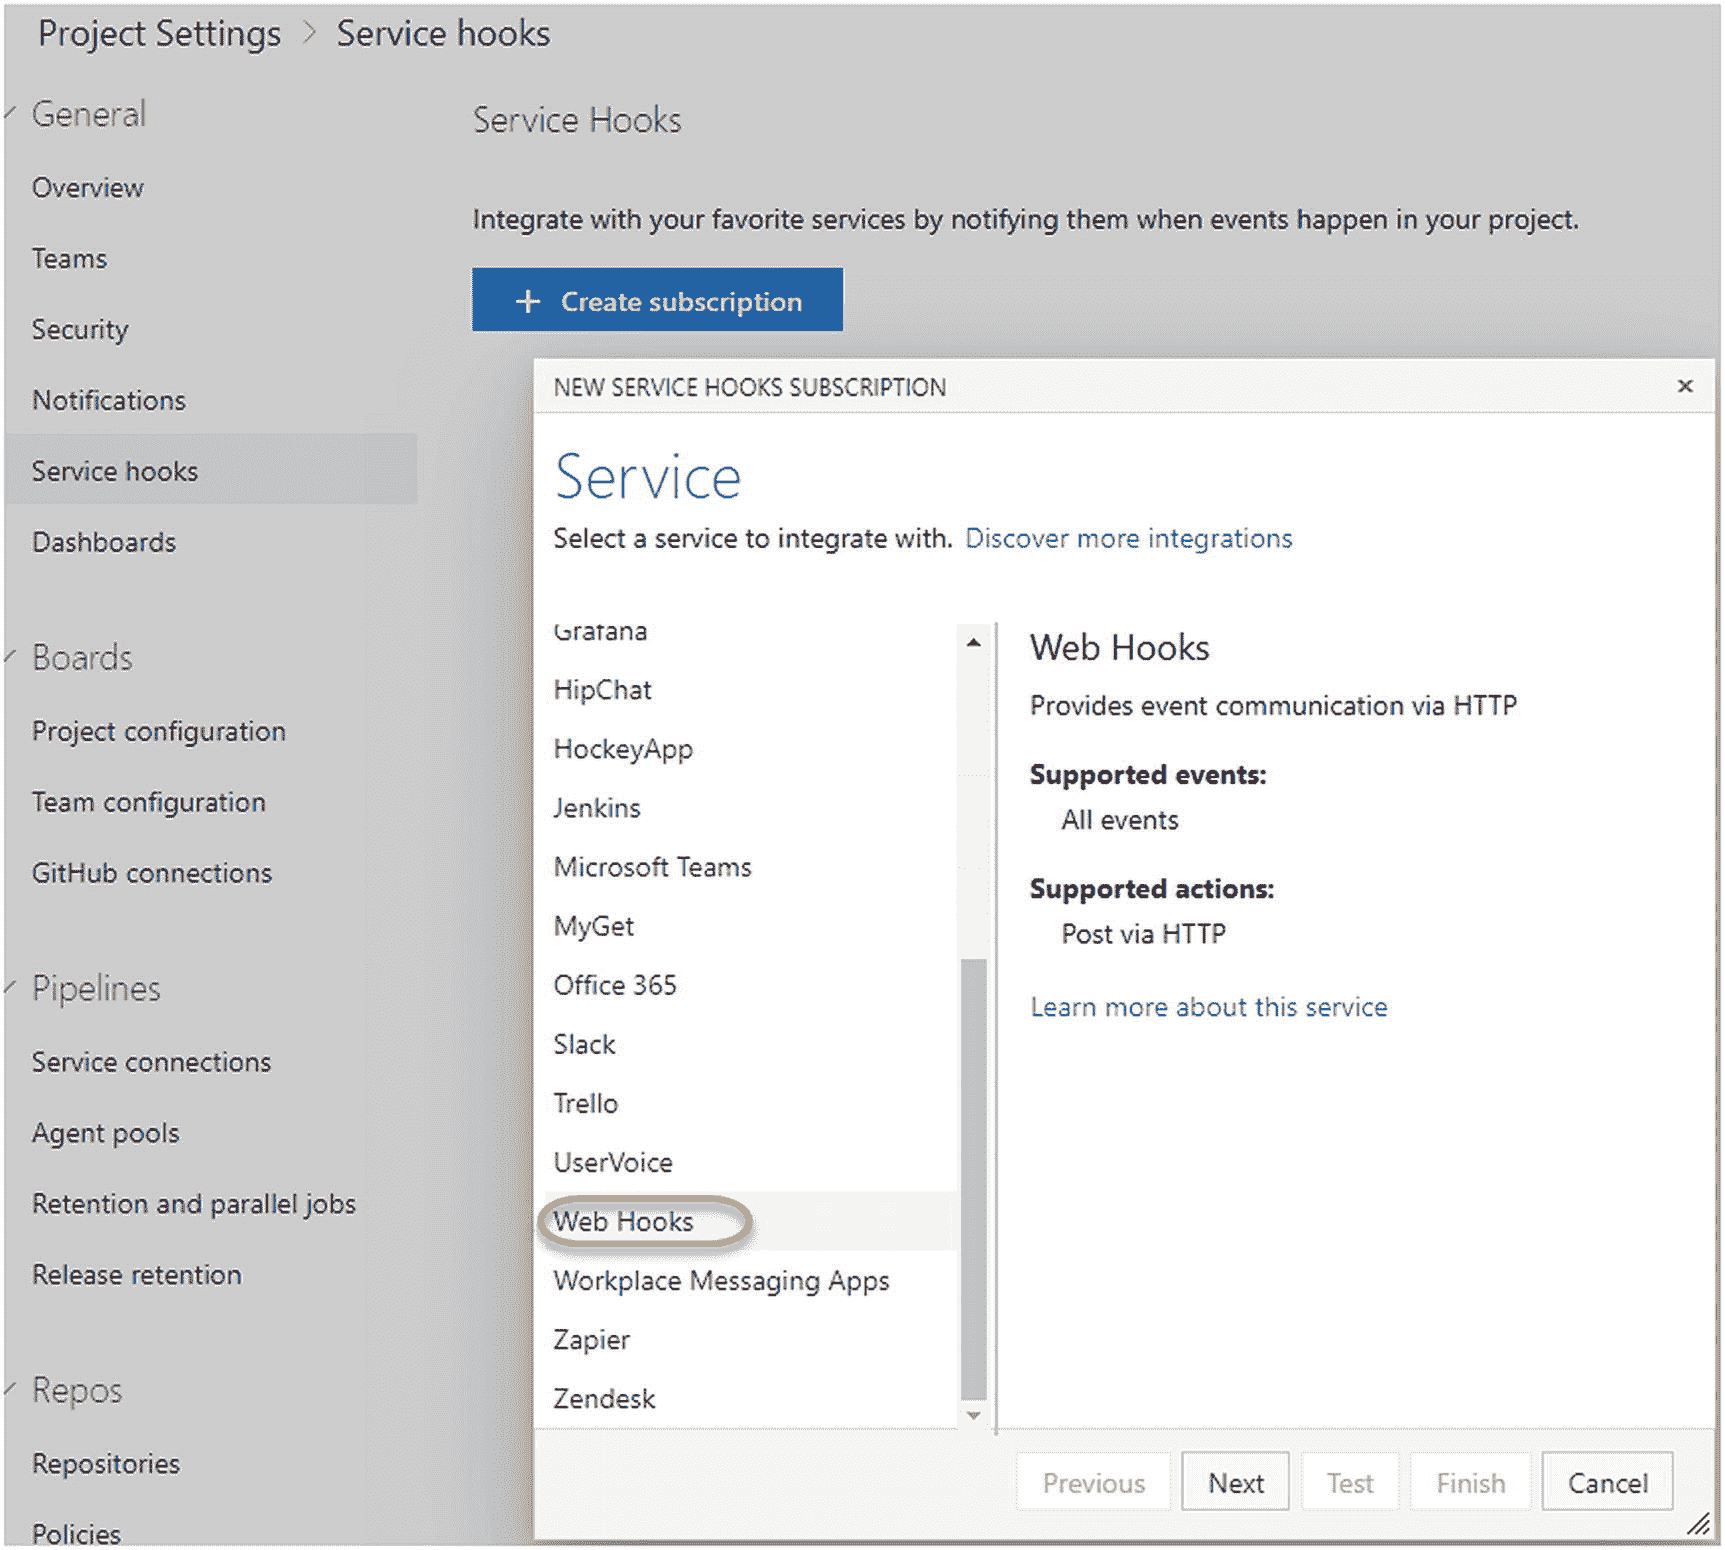 Project Settings > Service hooks
General
Overview
Teams
Security
Notifications
Service hooks
Dashboards
Boards
Project configuration
Team configuration
GitHub connections
Pipelines
Service connections
Agent pools
Retention and parallel jobs
Release retention
Repos
Repositories
Policies
Service Hooks
Integrate with your favorite services by notifying them when events happen in your project.
+ Create subscription
NEW SERVICE HOOKS SUBSCRIPTION
Service
Select a service to integrate with. Discover more integrations
Grafana
HipChat
HockeyApp
Jenkins
Microsoft Teams
MyGet
Office 365
Slack
Trello
UserVoice
Web Hooks
Workplace Messaging Apps
Zapier
Zendesk
Web Hooks
Provides event communication via HTTP
Supported events:
All events
Supported actions:
Post via HTTP
Learn more about this service
Previous Next Test Finish Cancel